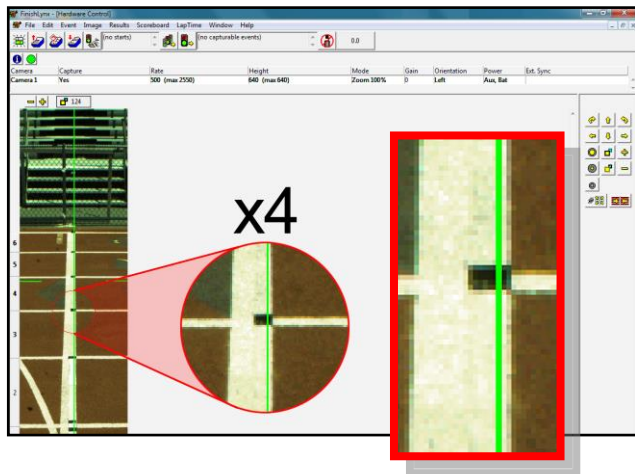 FinishLynx - [Hardware Control]
File Edit Event Image Results Scoreboard LapTime Window Help
(no starts) (no capturable events) 0.0
Camera Capture Rate Height Mode Gain Orientation Power Ext. Sync
Camera 1 Yes 500 (max 2550) 640 (max 640) Zoom 100% 0 Left Aux, Bat
124
x4
6
5
4
3
2